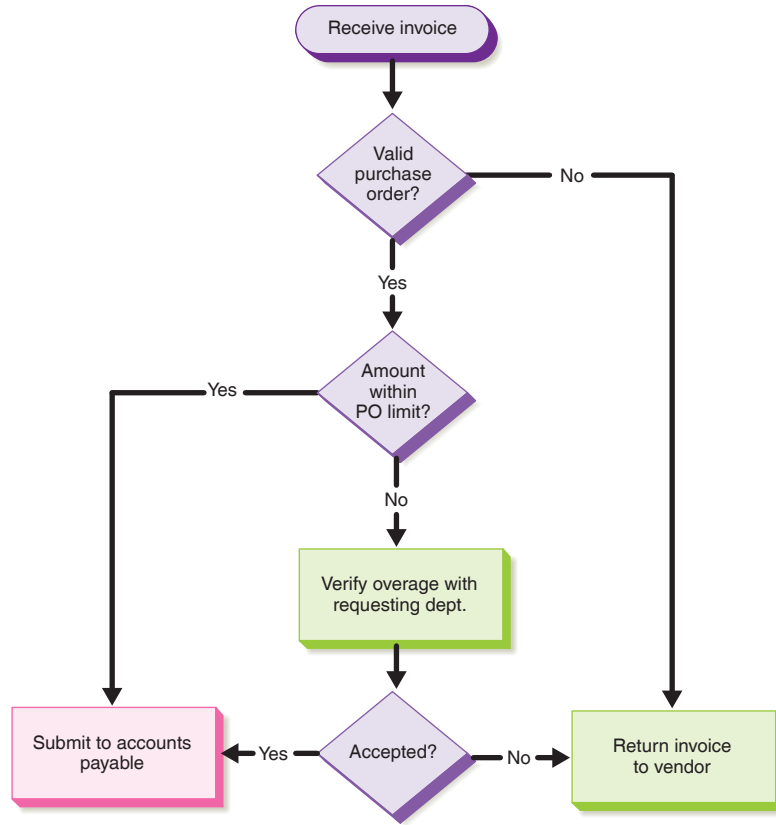 Receive invoice
Valid
purchase
order?
No
Yes
Amount
within
PO limit?
Yes
No
Verify overage with
requesting dept.
Submit to accounts
payable
Yes
Accepted?
No
Return invoice
to vendor